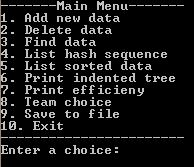 --------Main Menu--------
1. Add new data
2. Delete data
3. Find data
4. List hash sequence
5. List sorted data
6. Print indented tree
7. Print efficieny
8. Team choice
9. Save to file
10. Exit
-------------------------
Enter a choice: